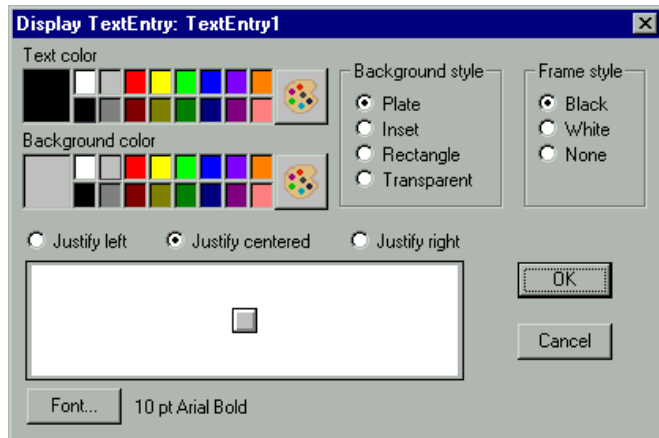 Display TextEntry: TextEntry1
Text color
Background color
Background style
Plate
Inset
Rectangle
Transparent
Frame style
Black
White
None
Justify left Justify centered Justify right
OK
Cancel
Font... 10 pt Arial Bold